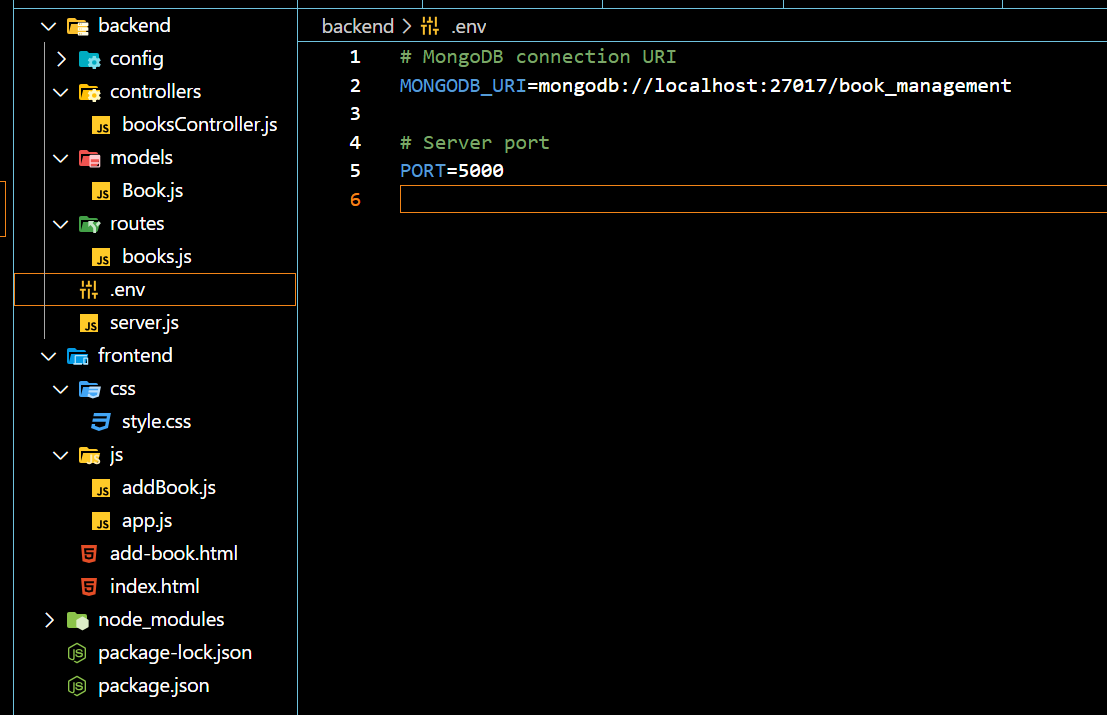 backend
config
controllers
booksController.js
models
Book.js
routes
books.js
.env
server.js
frontend
css
style.css
js
addBook.js
app.js
add-book.html
index.html
node_modules
package-lock.json
package.json
backend > .env
1 # MongoDB connection URI
2 MONGODB_URI=mongodb://localhost:27017/book_management
3
4 # Server port
5 PORT=5000
6